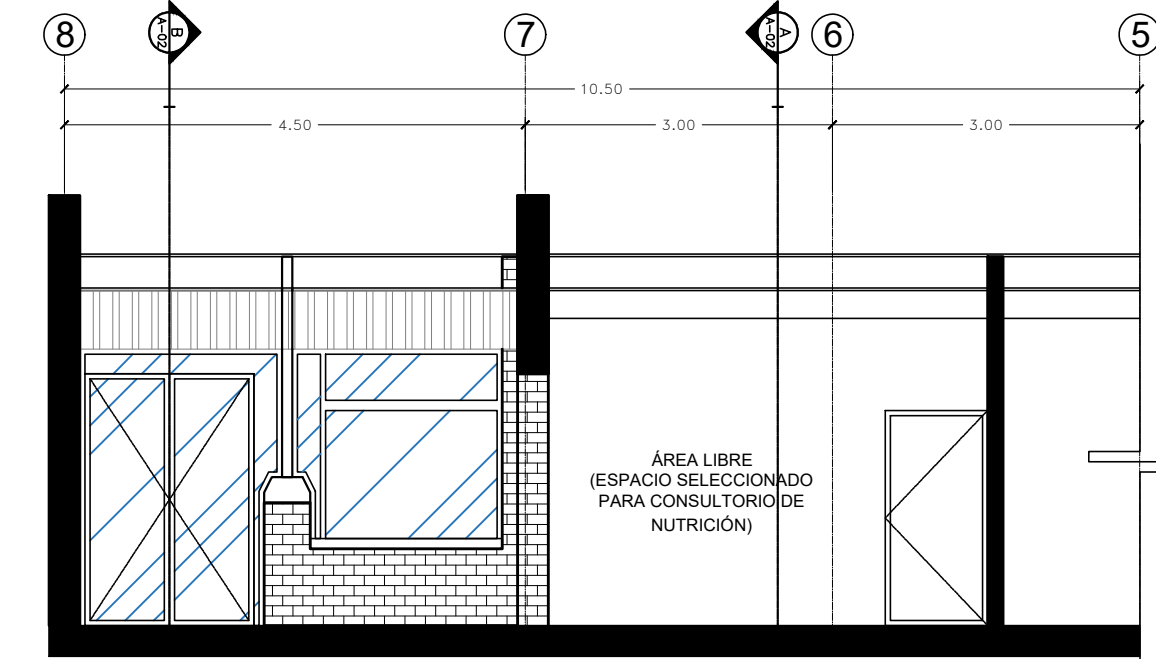 8
B
A-02
7
A
A-02
6
5
10.50
4.50
3.00
3.00
ÁREA LIBRE
(ESPACIO SELECCIONADO
PARA CONSULTORIO DE
NUTRICIÓN)